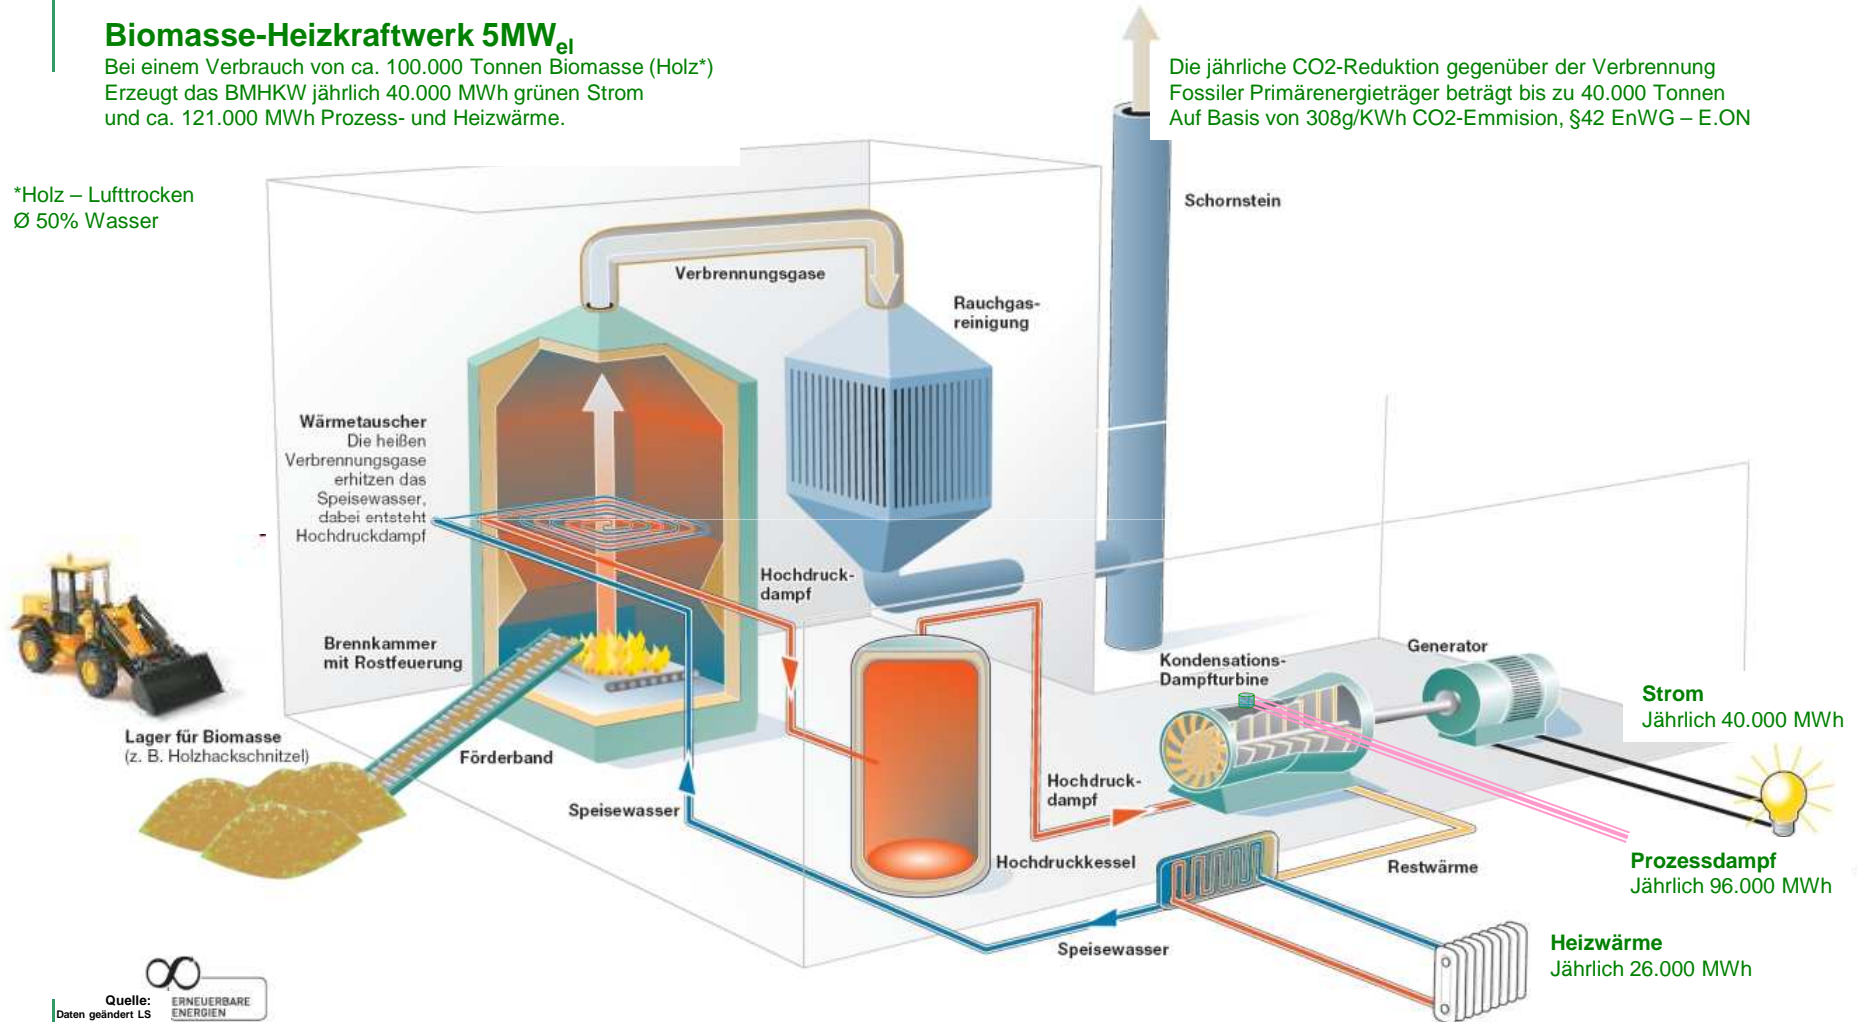 Biomasse-Heizkraftwerk 5MWel
Bei einem Verbrauch von ca. 100.000 Tonnen Biomasse (Holz*)
Erzeugt das BMHKW jährlich 40.000 MWh grünen Strom
und ca. 121.000 MWh Prozess- und Heizwärme.
Die jährliche CO2-Reduktion gegenüber der Verbrennung
Fossiler Primärenergieträger beträgt bis zu 40.000 Tonnen
Auf Basis von 308g/KWh CO2-Emmision, §42 EnWG – E.ON
*Holz – Lufttrocken
Ø 50% Wasser
Schornstein
Verbrennungsgase
Rauchgas-
reinigung
Wärmetauscher
Die heißen
Verbrennungsgase
erhitzen das
Speisewasser,
dabei entsteht
Hochdruckdampf
Hochdruck-
dampf
Brennkammer
mit Rostfeuerung
Generator
Kondensations-
Dampfturbine
Strom
Jährlich 40.000 MWh
Lager für Biomasse
(z. B. Holzhackschnitzel)
Förderband
Hochdruck-
dampf
Speisewasser
Hochdruckkessel
Restwärme
Prozessdampf
Jährlich 96.000 MWh
Speisewasser
Heizwärme
Jährlich 26.000 MWh
Quelle:
Daten geändert LS
ERNEUERBARE
ENERGIEN